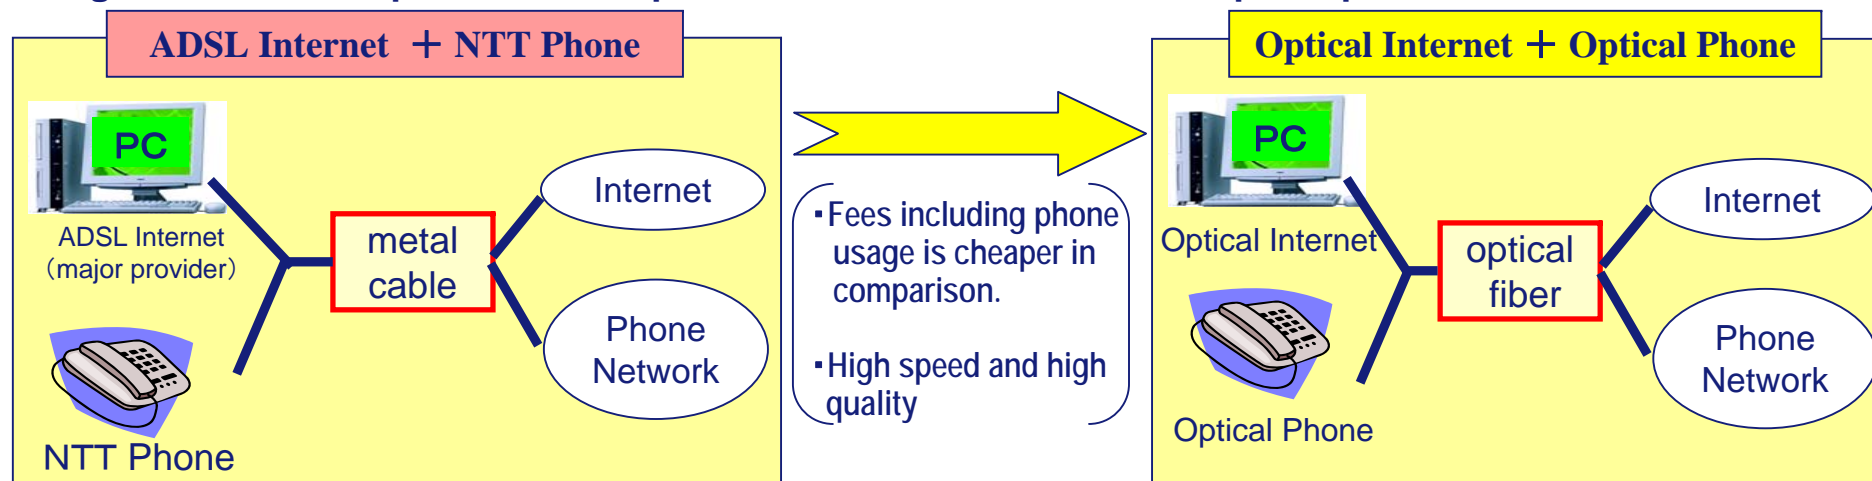 ADSL Internet ＋ NTT Phone
PC
ADSL Internet
（major provider）
NTT Phone
metal
cable
Internet
Phone
Network
・Fees including phone
usage is cheaper in
comparison.
・High speed and high
quality
Optical Internet ＋ Optical Phone
PC
Optical Internet
Optical Phone
optical
fiber
Internet
Phone
Network